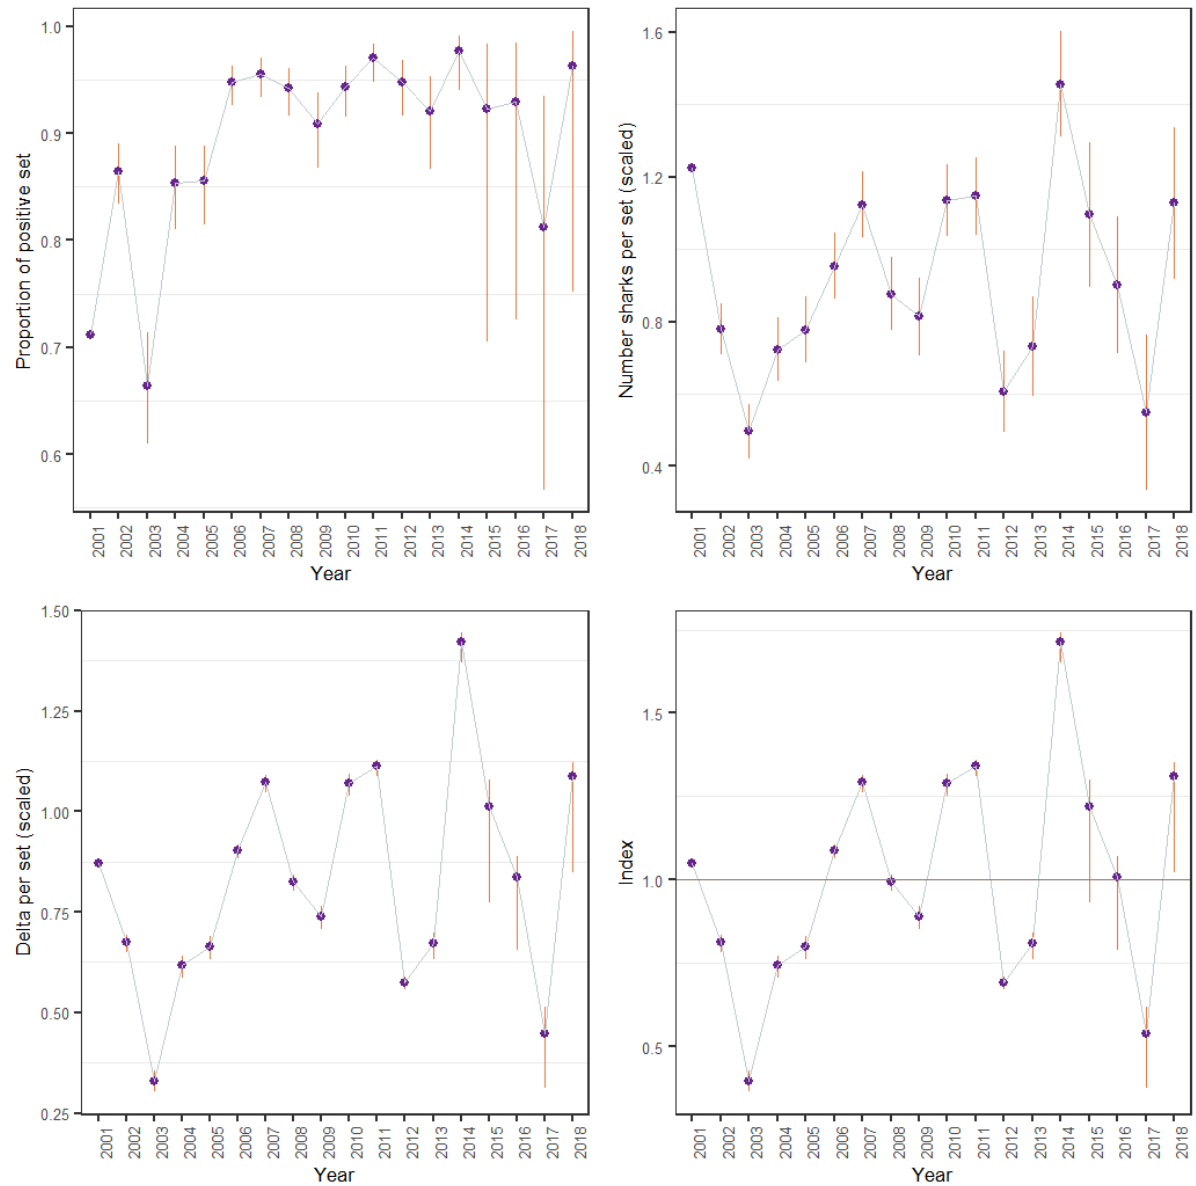 Proportion of positive set
1.0
0.9
0.8
0.7
0.6
2001 2002 2003 2004 2005 2006 2007 2008 2009 2010 2011 2012 2013 2014 2015 2016 2017 2018
Year
Number sharks per set (scaled)
1.6
1.2
0.8
0.4
2001 2002 2003 2004 2005 2006 2007 2008 2009 2010 2011 2012 2013 2014 2015 2016 2017 2018
Year
Delta per set (scaled)
1.50
1.25
1.00
0.75
0.50
0.25
2001 2002 2003 2004 2005 2006 2007 2008 2009 2010 2011 2012 2013 2014 2015 2016 2017 2018
Year
Index
1.5
1.0
0.5
2001 2002 2003 2004 2005 2006 2007 2008 2009 2010 2011 2012 2013 2014 2015 2016 2017 2018
Year